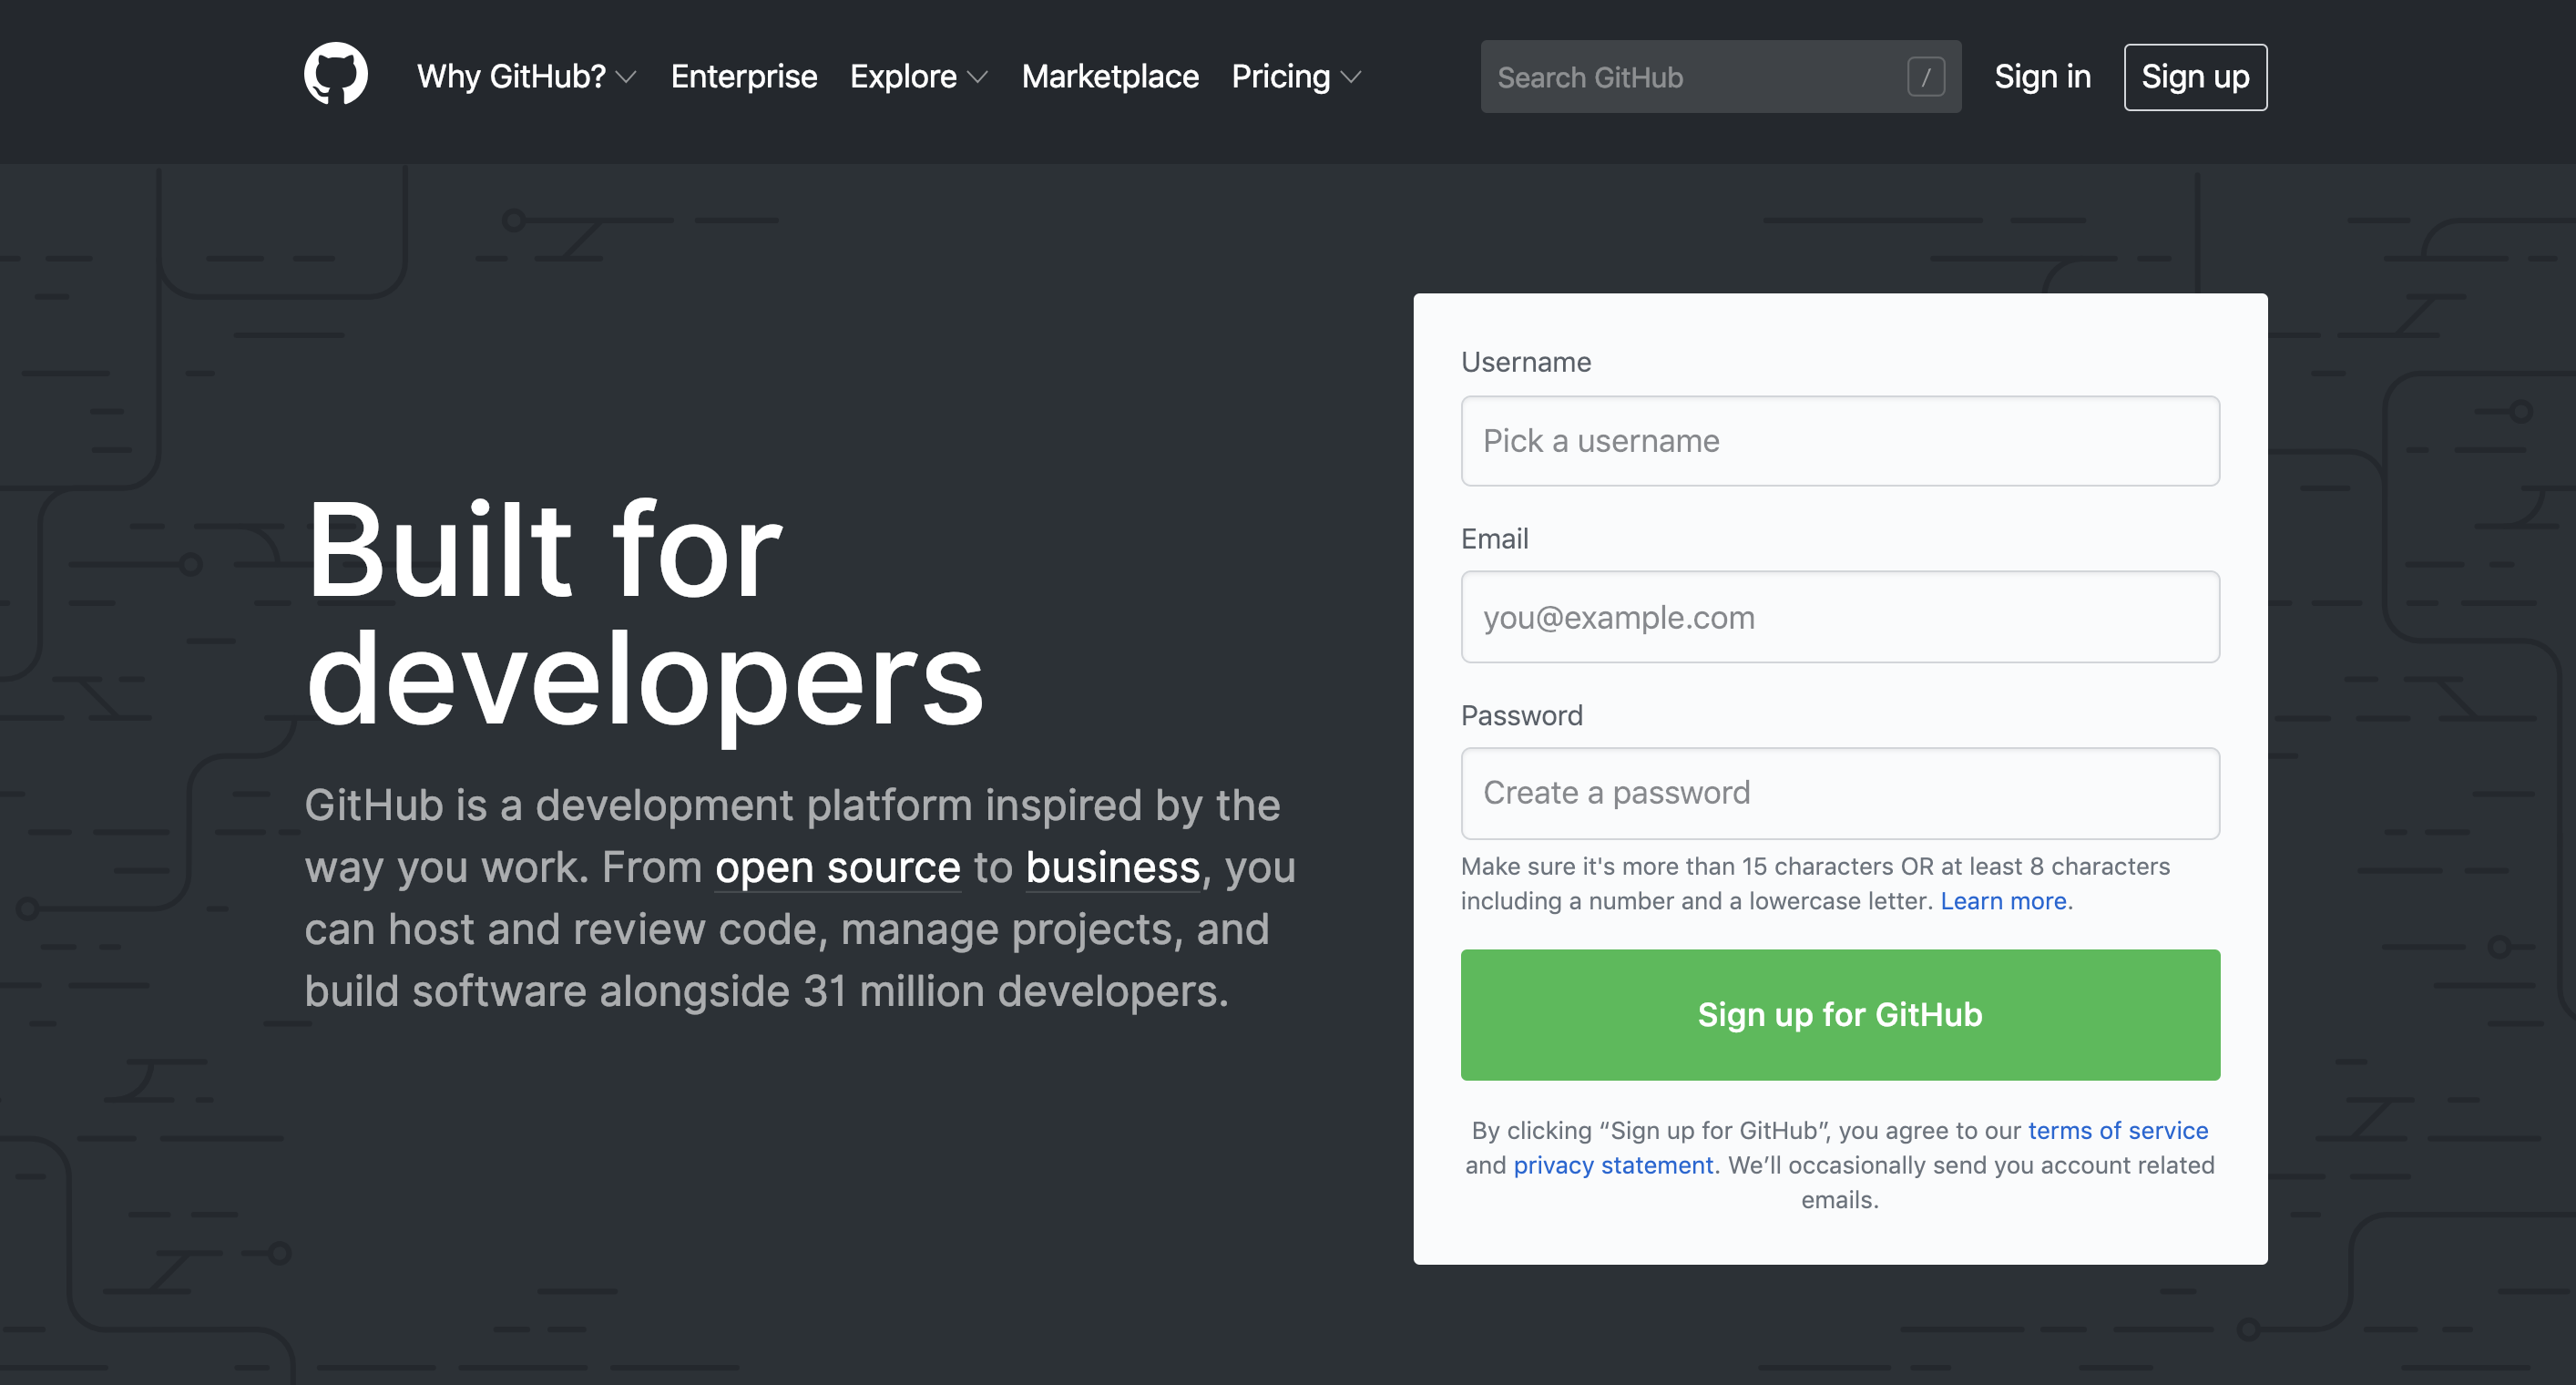 Why GitHub? Enterprise Explore Marketplace Pricing Search GitHub / Sign in Sign up
Built for
developers
GitHub is a development platform inspired by the
way you work. From open source to business, you
can host and review code, manage projects, and
build software alongside 31 million developers.
Username
Pick a username
Email
you@example.com
Password
Create a password
Make sure it's more than 15 characters OR at least 8 characters
including a number and a lowercase letter. Learn more.
Sign up for GitHub
By clicking “Sign up for GitHub”, you agree to our terms of service
and privacy statement. We’ll occasionally send you account related
emails.